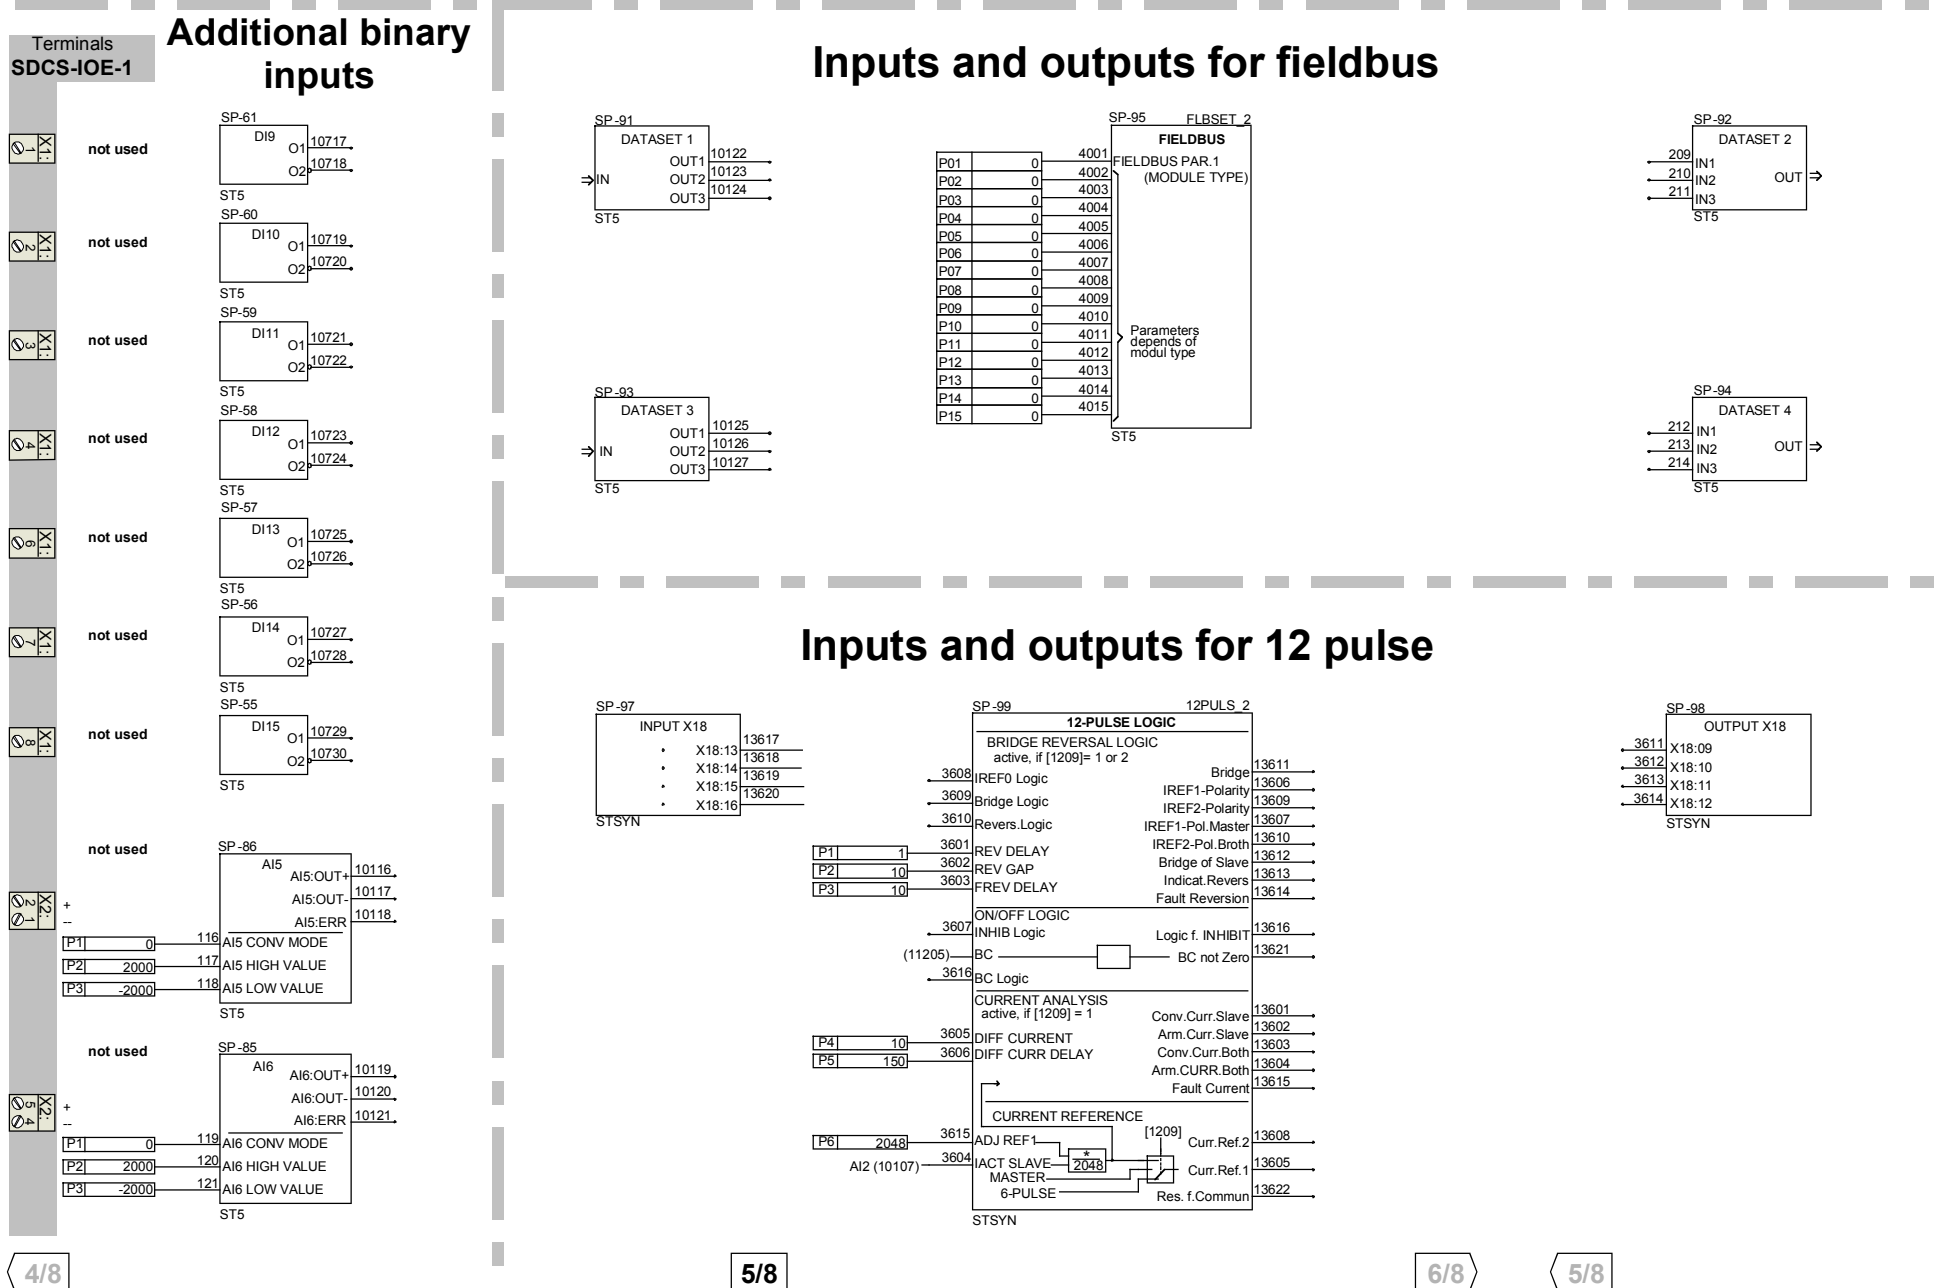 Terminals
SDCS-IOE-1
Additional binary
inputs
X1: 1
not used
SP-61
DI9
O1 10717
O2 10718
ST5
X1: 2
not used
SP-60
DI10
O1 10719
O2 10720
ST5
X1: 3
not used
SP-59
DI11
O1 10721
O2 10722
ST5
X1: 4
not used
SP-58
DI12
O1 10723
O2 10724
ST5
X1: 6
not used
SP-57
DI13
O1 10725
O2 10726
ST5
X1: 7
not used
SP-56
DI14
O1 10727
O2 10728
ST5
X1: 8
not used
SP-55
DI15
O1 10729
O2 10730
ST5
not used
SP-86
AI5
AI5:OUT+ 10116
AI5:OUT- 10117
AI5:ERR 10118
X2: 2 1
+
--
P1 0 116 AI5 CONV MODE
P2 2000 117 AI5 HIGH VALUE
P3 -2000 118 AI5 LOW VALUE
ST5
not used
SP-85
AI6
AI6:OUT+ 10119
AI6:OUT- 10120
AI6:ERR 10121
X2: 5 4
+
--
P1 0 119 AI6 CONV MODE
P2 2000 120 AI6 HIGH VALUE
P3 -2000 121 AI6 LOW VALUE
ST5
Inputs and outputs for fieldbus
SP-91
DATASET 1
OUT1 10122
IN OUT2 10123
OUT3 10124
ST5
SP-93
DATASET 3
OUT1 10125
IN OUT2 10126
OUT3 10127
ST5
SP-95 FLBSET_2
FIELDBUS
P01 0 4001 FIELDBUS PAR.1
P02 0 4002 (MODULE TYPE)
P03 0 4003
P04 0 4004
P05 0 4005
P06 0 4006
P07 0 4007
P08 0 4008
P09 0 4009
P10 0 4010
P11 0 4011
P12 0 4012
P13 0 4013
P14 0 4014
P15 0 4015
Parameters
depends of
modul type
ST5
SP-92
DATASET 2
209 IN1
210 IN2 OUT
211 IN3
ST5
SP-94
DATASET 4
212 IN1
213 IN2 OUT
214 IN3
ST5
Inputs and outputs for 12 pulse
SP-97
INPUT X18
X18:13 13617
X18:14 13618
X18:15 13619
X18:16 13620
STSYN
SP-99 12PULS_2
12-PULSE LOGIC
BRIDGE REVERSAL LOGIC
active, if [1209]= 1 or 2
3608 IREF0 Logic
3609 Bridge Logic
3610 Revers.Logic
P1 1 3601 REV DELAY
P2 10 3602 REV GAP
P3 10 3603 FREV DELAY
Bridge 13611
IREF1-Polarity 13606
IREF2-Polarity 13609
IREF1-Pol.Master 13607
IREF2-Pol.Broth 13610
Bridge of Slave 13612
Indicat.Revers 13613
Fault Reversion 13614
ON/OFF LOGIC
3607 INHIB Logic
Logic f. INHIBIT 13616
(11205) BC
BC not Zero 13621
3616 BC Logic
CURRENT ANALYSIS
active, if [1209] = 1
P4 10 3605 DIFF CURRENT
P5 150 3606 DIFF CURR DELAY
Conv.Curr.Slave 13601
Arm.Curr.Slave 13602
Conv.Curr.Both 13603
Arm.CURR.Both 13604
Fault Current 13615
CURRENT REFERENCE
[1209]
P6 2048 3615 ADJ REF1
AI2 (10107) 3604 IACT SLAVE
*
2048
MASTER
6-PULSE
Curr.Ref.2 13608
Curr.Ref.1 13605
Res. f.Commun 13622
STSYN
SP-98
OUTPUT X18
3611 X18:09
3612 X18:10
3613 X18:11
3614 X18:12
STSYN
4/8
5/8
6/8
5/8